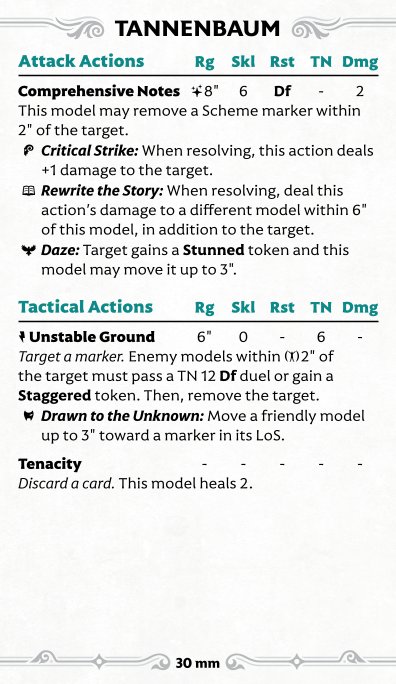 TANNENBAUM
Attack Actions Rg Skl Rst TN Dmg
Comprehensive Notes 8" 6 Df - 2
This model may remove a Scheme marker within
2" of the target.
Critical Strike: When resolving, this action deals
+1 damage to the target.
Rewrite the Story: When resolving, deal this
action's damage to a different model within 6"
of this model, in addition to the target.
Daze: Target gains a Stunned token and this
model may move it up to 3".
Tactical Actions Rg Skl Rst TN Dmg
Unstable Ground 6" 0 - 6 -
Target a marker. Enemy models within 2" of
the target must pass a TN 12 Df duel or gain a
Staggered token. Then, remove the target.
Drawn to the Unknown: Move a friendly model
up to 3" toward a marker in its LoS.
Tenacity - - - - -
Discard a card. This model heals 2.
30 mm